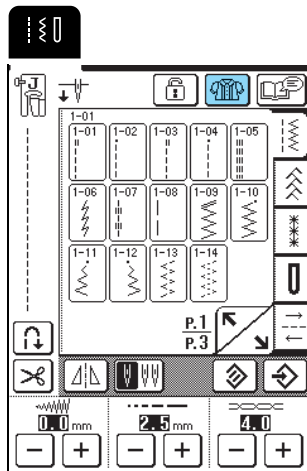 J
1-01
1-01 1-02 1-03 1-04 1-05
1-06 1-07 1-08 1-09 1-10
1-11 1-12 1-13 1-14
P.1
P.3
0.0 mm 2.5 mm 4.0
− + − + − +